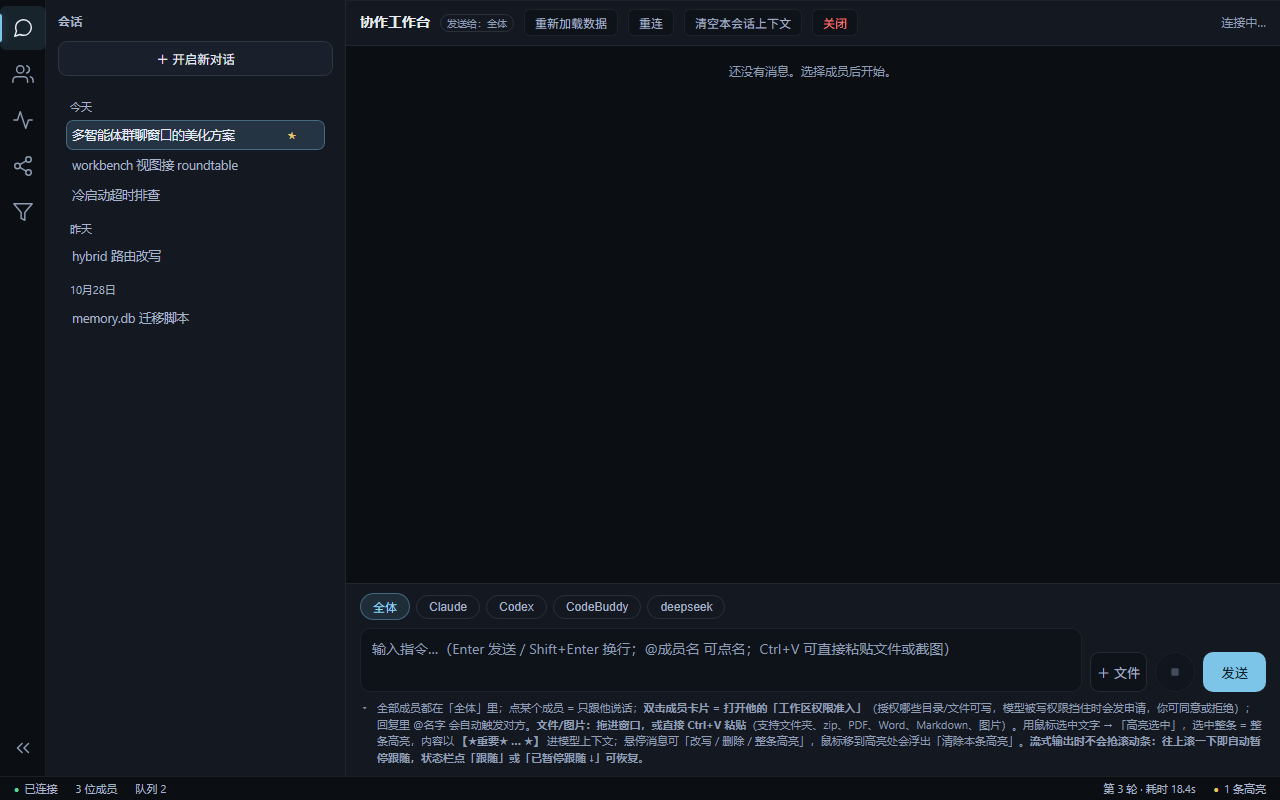 会话
+ 开启新对话
今天
多智能体群聊窗口的美化方案 ★
workbench 视图接 roundtable
冷启动超时排查
昨天
hybrid 路由改写
10月28日
memory.db 迁移脚本
协作工作台 发送给：全体 重新加载数据 重连 清空本会话上下文 关闭 连接中...
还没有消息。选择成员后开始。
全体 Claude Codex CodeBuddy deepseek
输入指令...（Enter 发送 / Shift+Enter 换行；@成员名 可点名；Ctrl+V 可直接粘贴文件或截图）
+ 文件 发送
全部成员都在「全体」里；点某个成员 = 只跟他说话；双击成员卡片 = 打开他的「工作区权限准入」（授权哪些目录/文件可写，模型被写权限挡住时会发申请，你可同意或拒绝）；
回复里 @名字 会自动触发对方。文件/图片：拖进窗口，或直接 Ctrl+V 粘贴（支持文件夹、zip、PDF、Word、Markdown、图片）。用鼠标选中文字 → 「高亮选中」，选中整条 = 整
条高亮，内容以【★重要★ ... ★】进模型上下文；悬停消息可「改写 / 删除 / 整条高亮」，鼠标移到高亮处会浮出「清除本条高亮」。流式输出时不会抢滚动条：往上滚一下即自动暂
停跟随，状态栏点「跟随」或「已暂停跟随 ↓」可恢复。
已连接 3 位成员 队列 2 第 3 轮 · 耗时 18.4s 1 条高亮